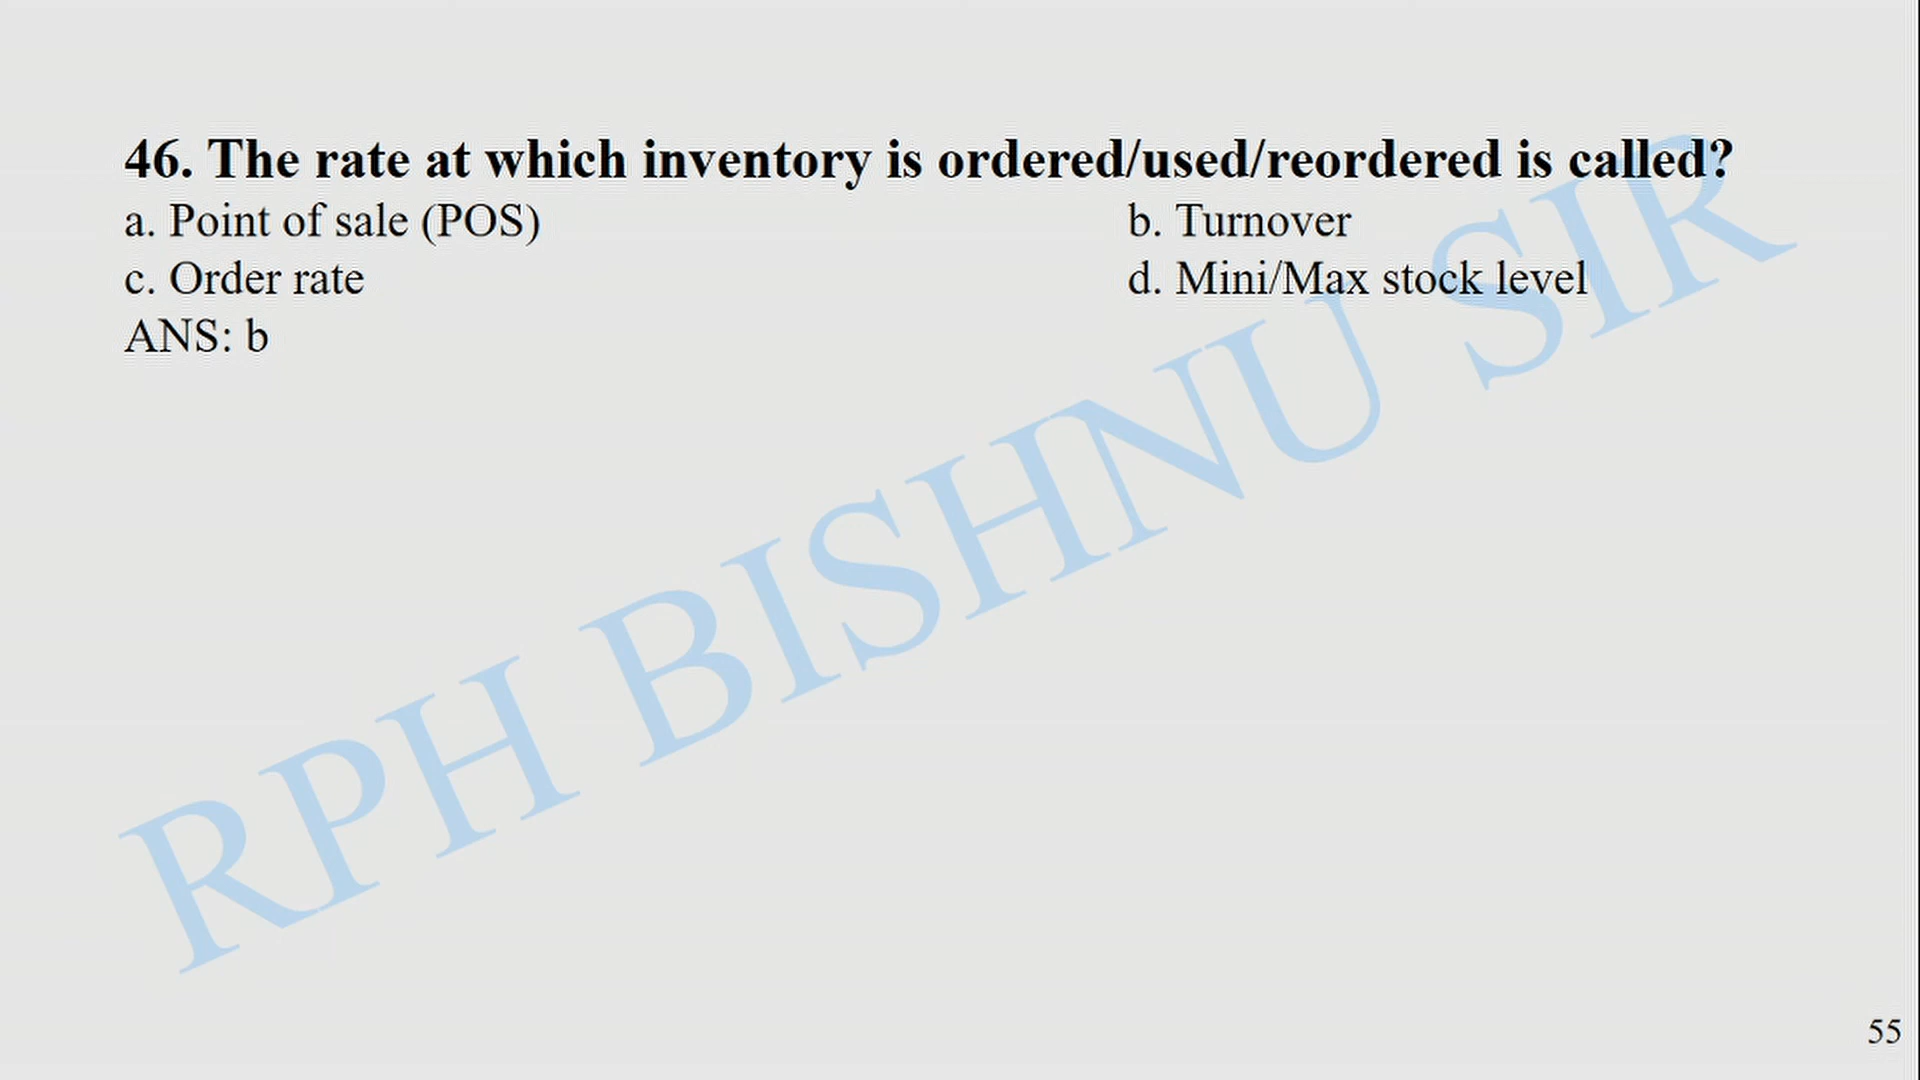 46. The rate at which inventory is ordered/used/reordered is called?
a. Point of sale (POS) b. Turnover
c. Order rate d. Mini/Max stock level
ANS: b
RPH BISHNU SIR
55